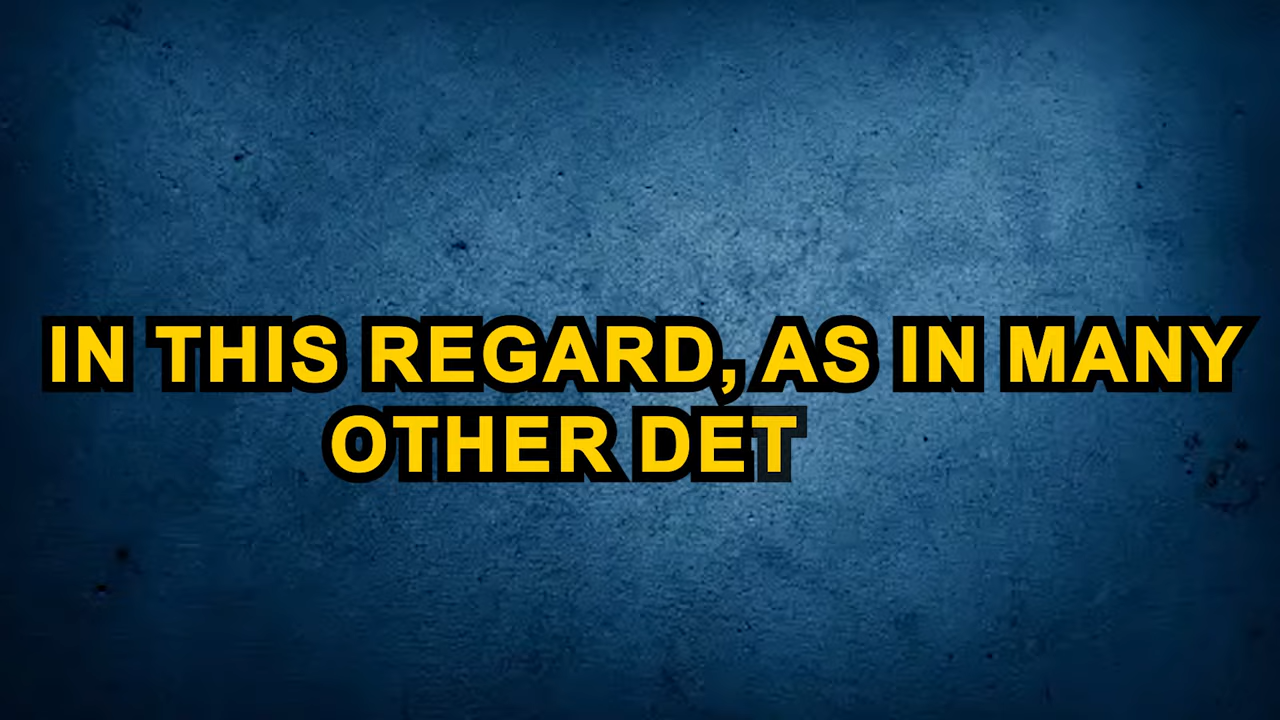 IN THIS REGARD, AS IN MANY
OTHER DET